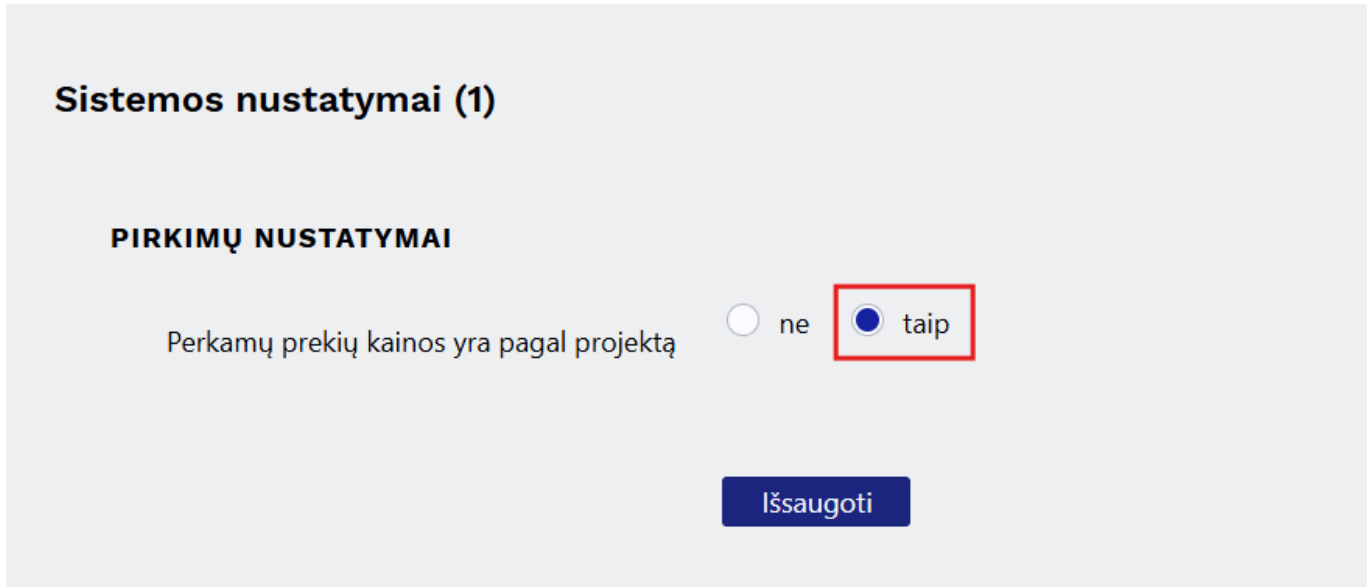 Sistemos nustatymai (1)
PIRKIMŲ NUSTATYMAI
Perkamų prekių kainos yra pagal projektą ne taip
Išsaugoti